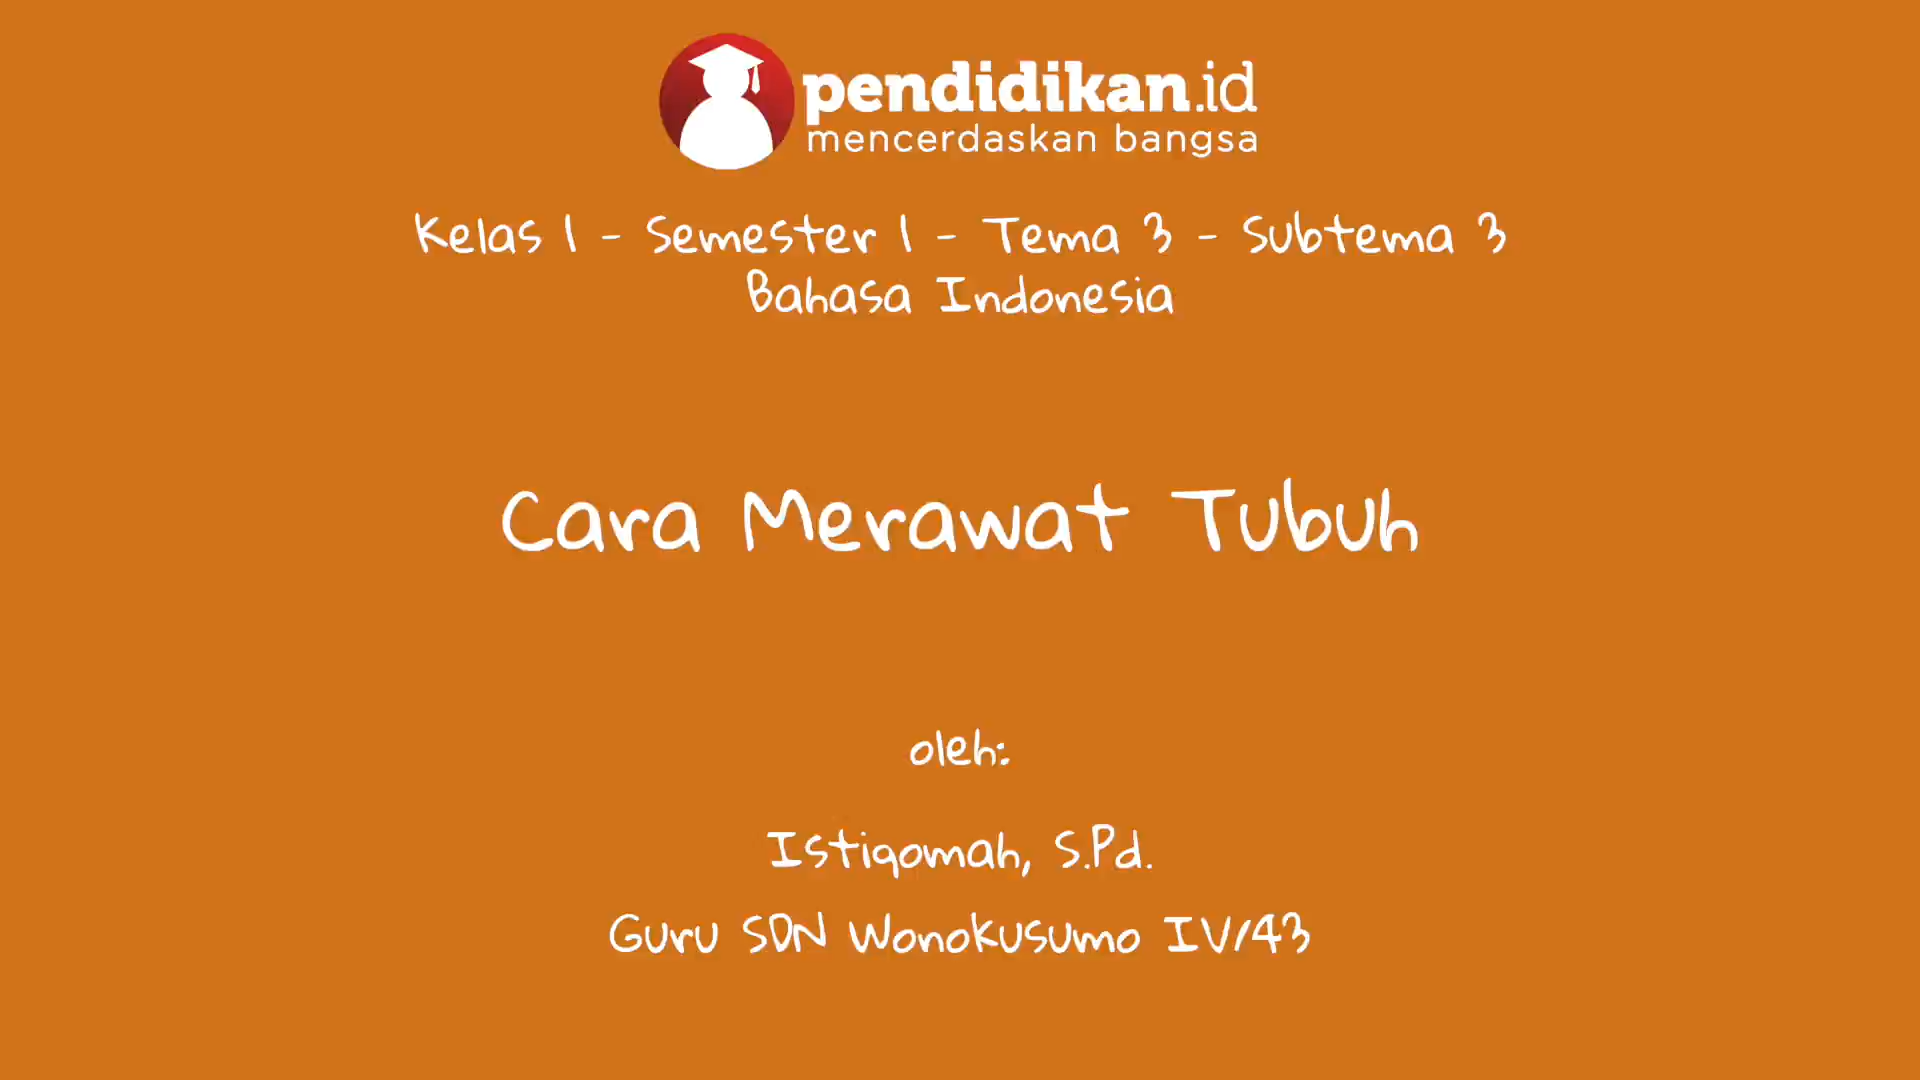 pendidikan.id
mencerdaskan bangsa
Kelas 1 - Semester 1 - Tema 3 - Subtema 3
Bahasa Indonesia
Cara Merawat Tubuh
oleh:
Istiqomah, S.Pd.
Guru SDN Wonokusumo IV/43